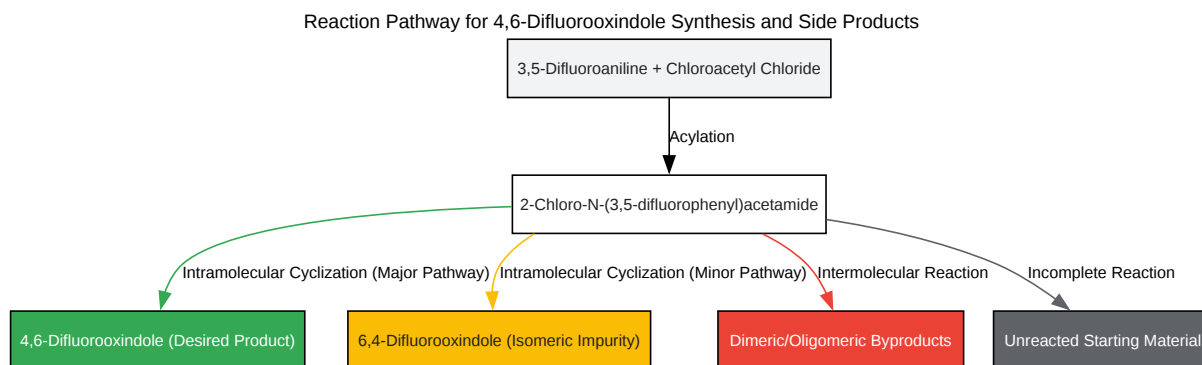 Reaction Pathway for 4,6-Difluorooxindole Synthesis and Side Products
3,5-Difluoroaniline + Chloroacetyl Chloride
Acylation
2-Chloro-N-(3,5-difluorophenyl)acetamide
Intramolecular Cyclization (Major Pathway)
Intramolecular Cyclization (Minor Pathway)
Intermolecular Reaction
Incomplete Reaction
4,6-Difluorooxindole (Desired Product)
6,4-Difluorooxindole (Isomeric Impurity)
Dimeric/Oligomeric Byproducts
Unreacted Starting Material